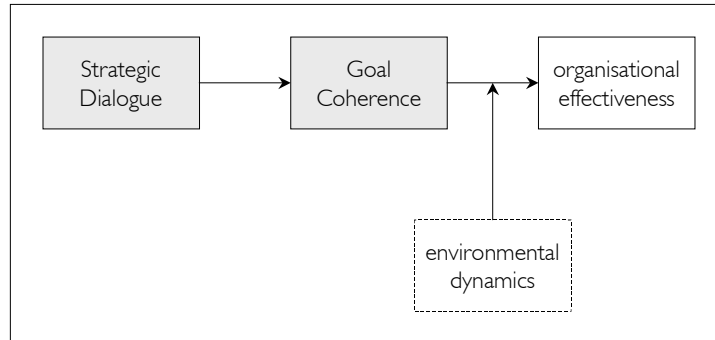 Strategic
Dialogue
Goal
Coherence
organisational
effectiveness
environmental
dynamics